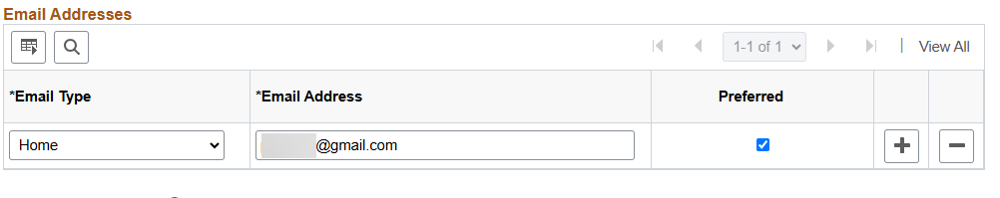 Email Addresses
1-1 of 1 | View All
*Email Type *Email Address Preferred
Home @gmail.com